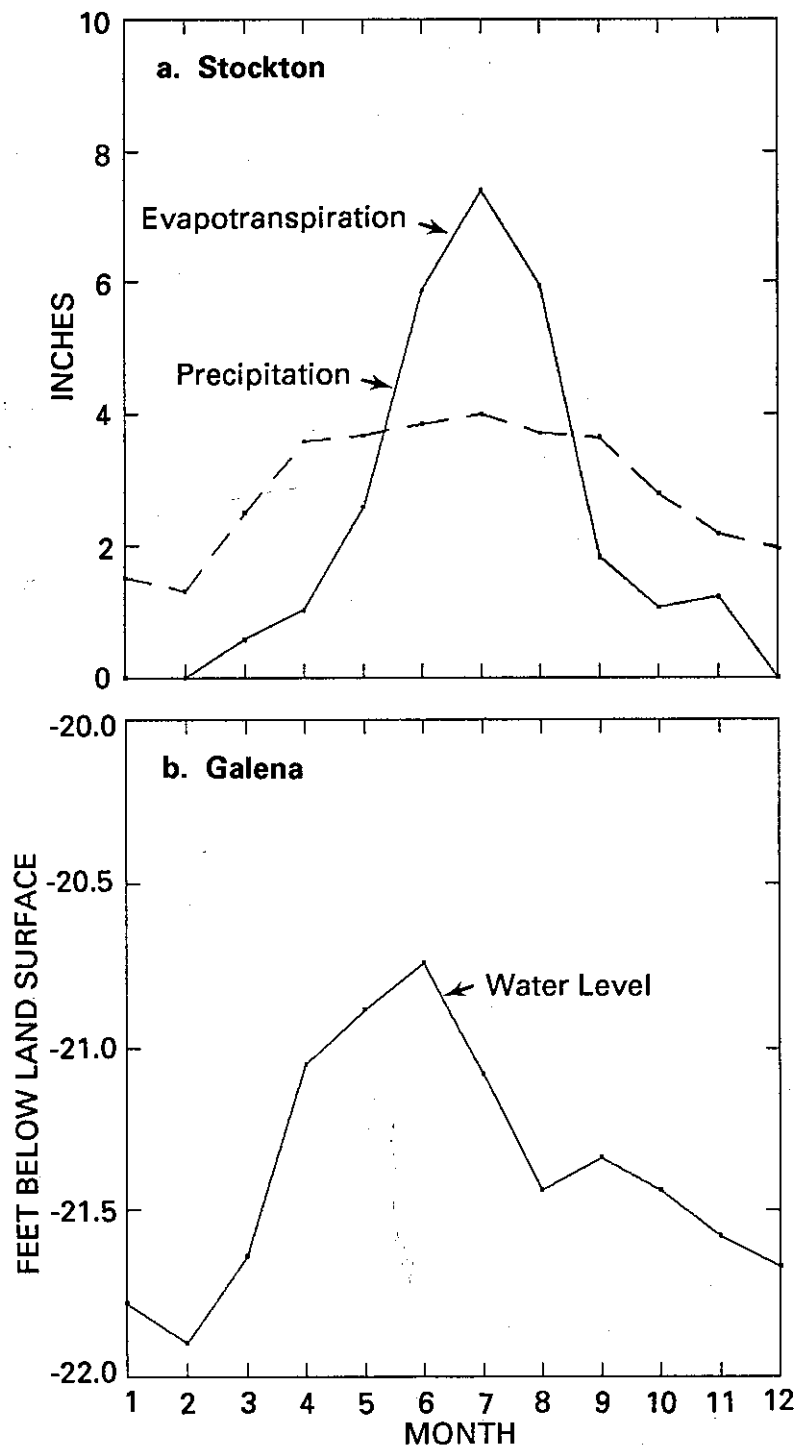 10
a. Stockton
8
Evapotranspiration
6
INCHES
Precipitation
4
2
0
-20.0
b. Galena
-20.5
FEET BELOW LAND SURFACE
Water Level
-21.0
-21.5
-22.0
1 2 3 4 5 6 7 8 9 10 11 12
MONTH